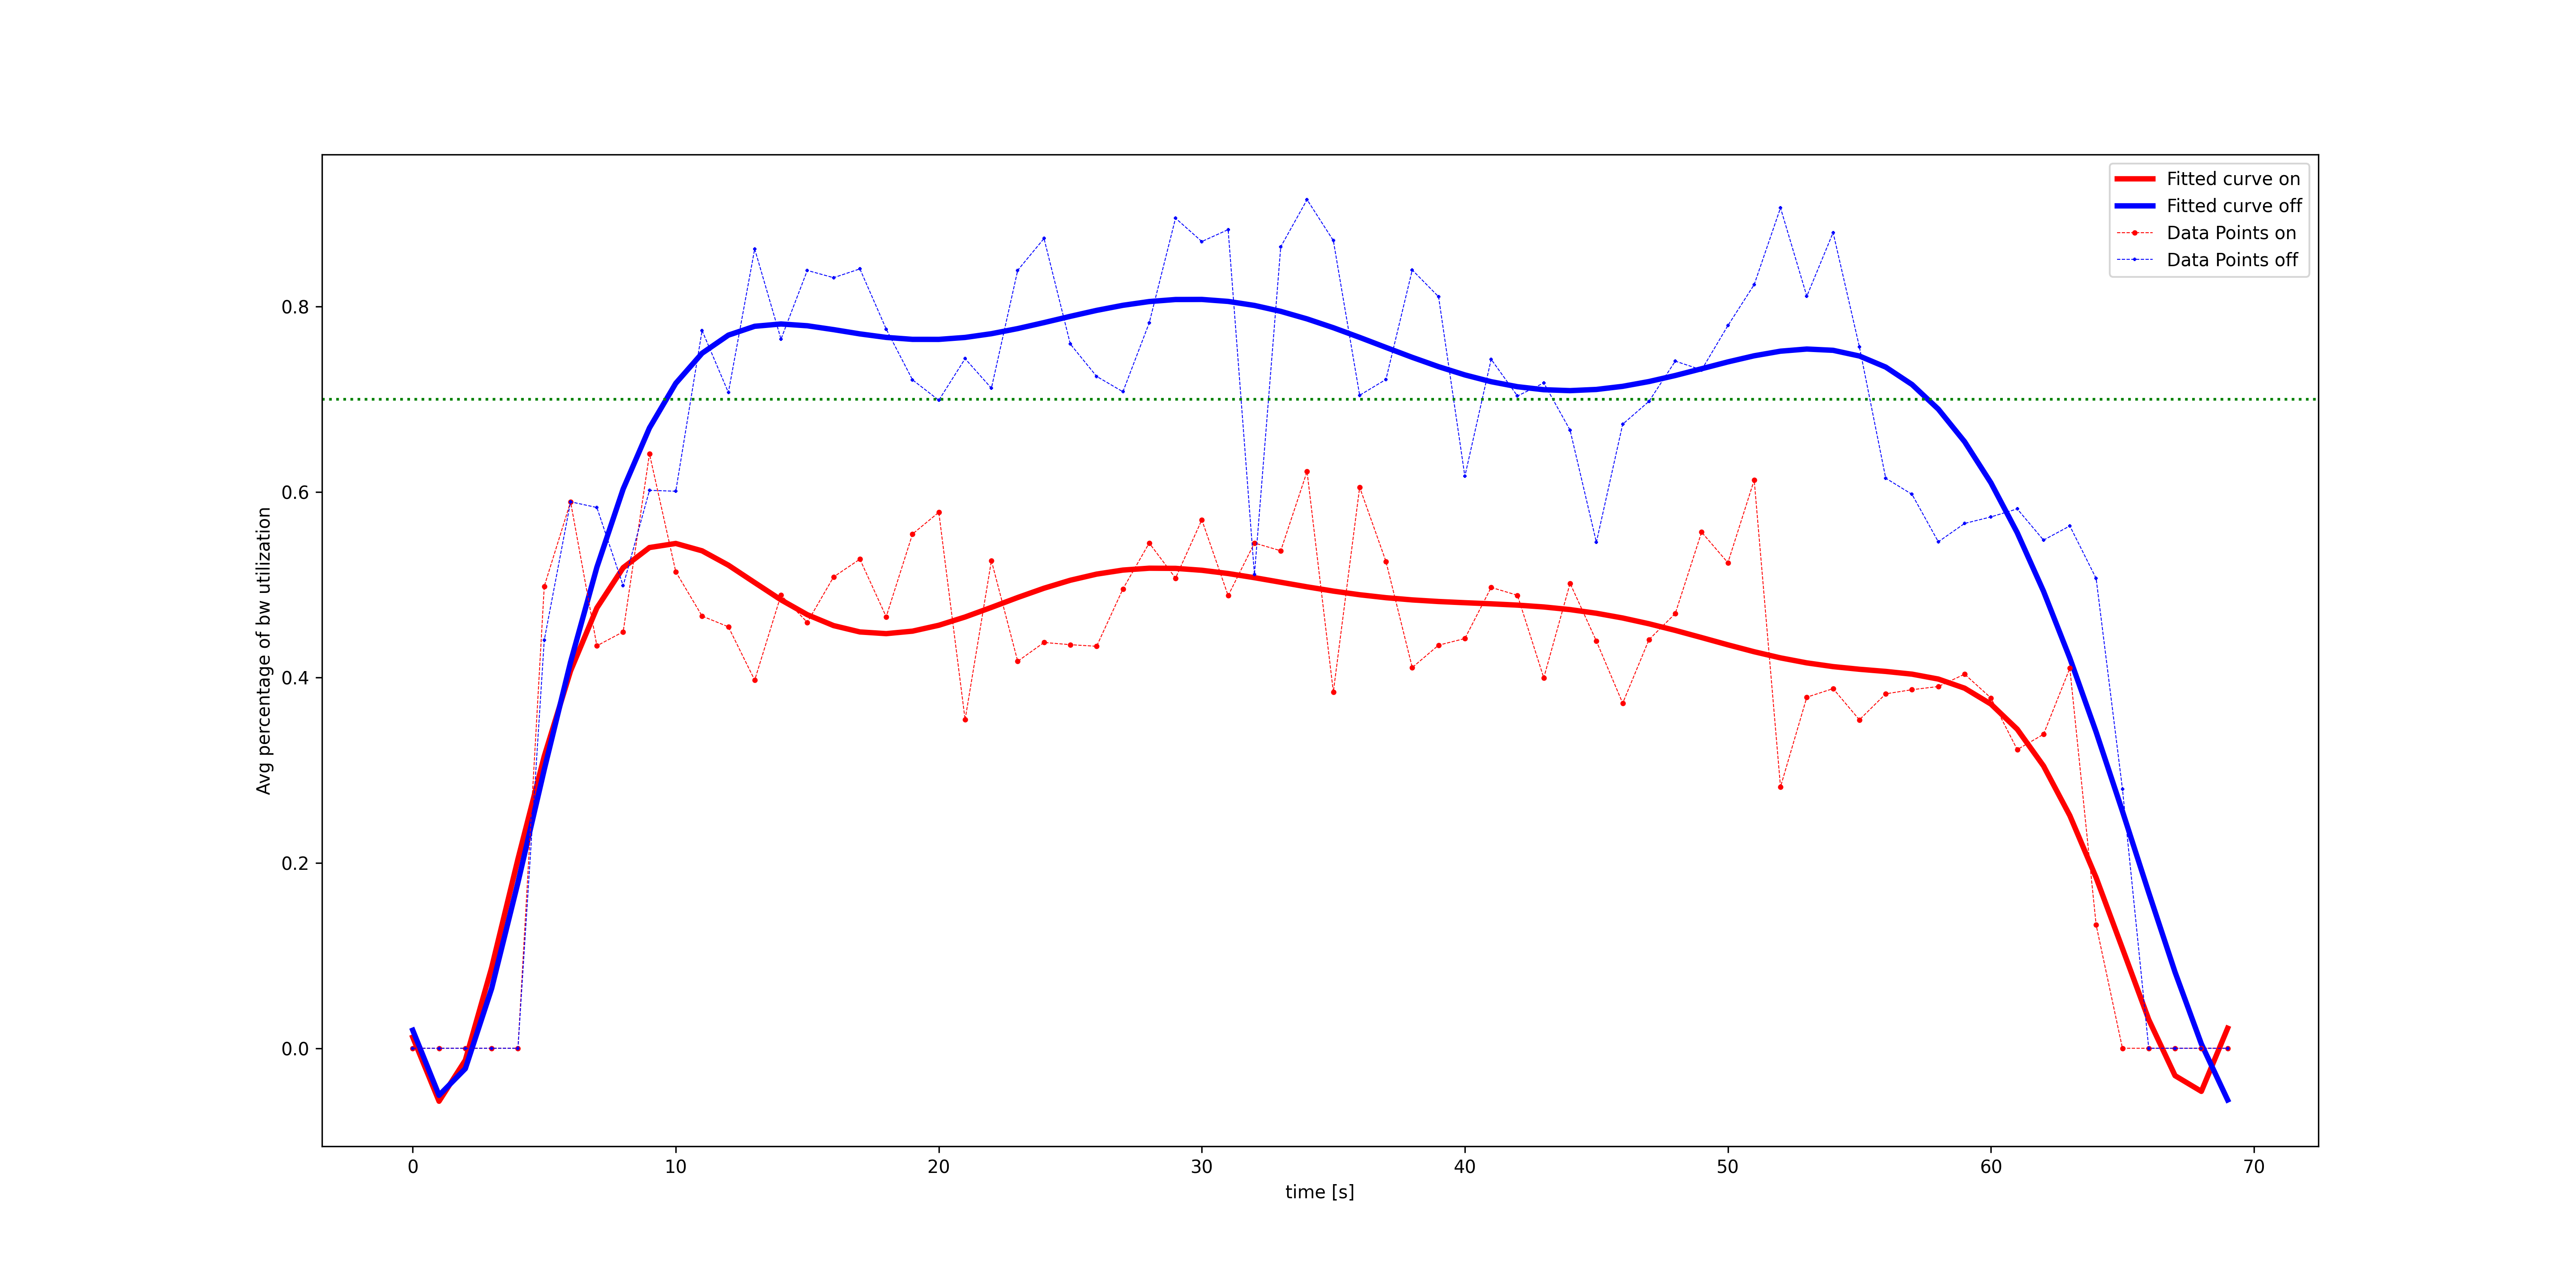 Fitted curve on
Fitted curve off
Data Points on
Data Points off
0.8
0.6
0.4
0.2
0.0
Avg percentage of bw utilization
0 10 20 30 40 50 60 70
time [s]